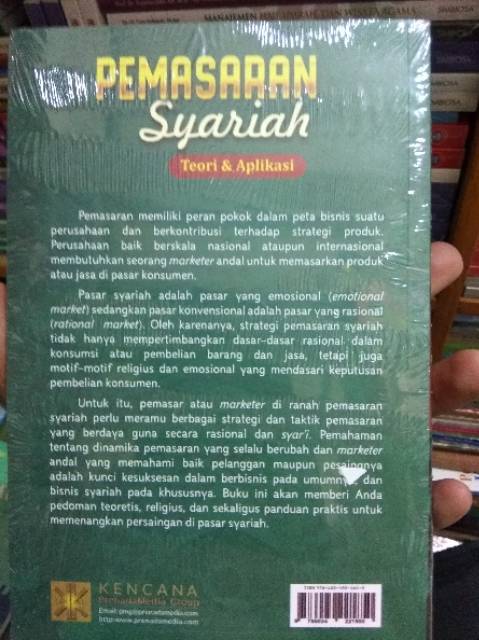 PEMASARAN
Syariah
Teori & Aplikasi
Pemasaran memiliki peran pokok dalam peta bisnis suatu
perusahaan dan berkontribusi terhadap strategi produk.
Perusahaan baik berskala nasional ataupun internasional
membutuhkan seorang marketer andal untuk memasarkan produk
atau jasa di pasar konsumen.
Pasar syariah adalah pasar yang emosional (emotional
market) sedangkan pasar konvensional adalah pasar yang rasional
(rational market). Oleh karenanya, strategi pemasaran syariah
tidak hanya mempertimbangkan dasar-dasar rasional dalam
konsumsi atau pembelian barang dan jasa, tetapi juga
motif-motif religius dan emosional yang mendasari keputusan
pembelian konsumen.
Untuk itu, pemasar atau marketer di ranah pemasaran
syariah perlu meramu berbagai strategi dan taktik pemasaran
yang berdaya guna secara rasional dan syar'i. Pemahaman
tentang dinamika pemasaran yang selalu berubah dan marketer
andal yang memahami baik pelanggan maupun pesaingnya
adalah kunci kesuksesan dalam berbisnis pada umumnya dan
bisnis syariah pada khususnya. Buku ini akan memberi Anda
pedoman teoretis, religius, dan sekaligus panduan praktis untuk
memenangkan persaingan di pasar syariah.
KENCANA
PrenadaMedia Group